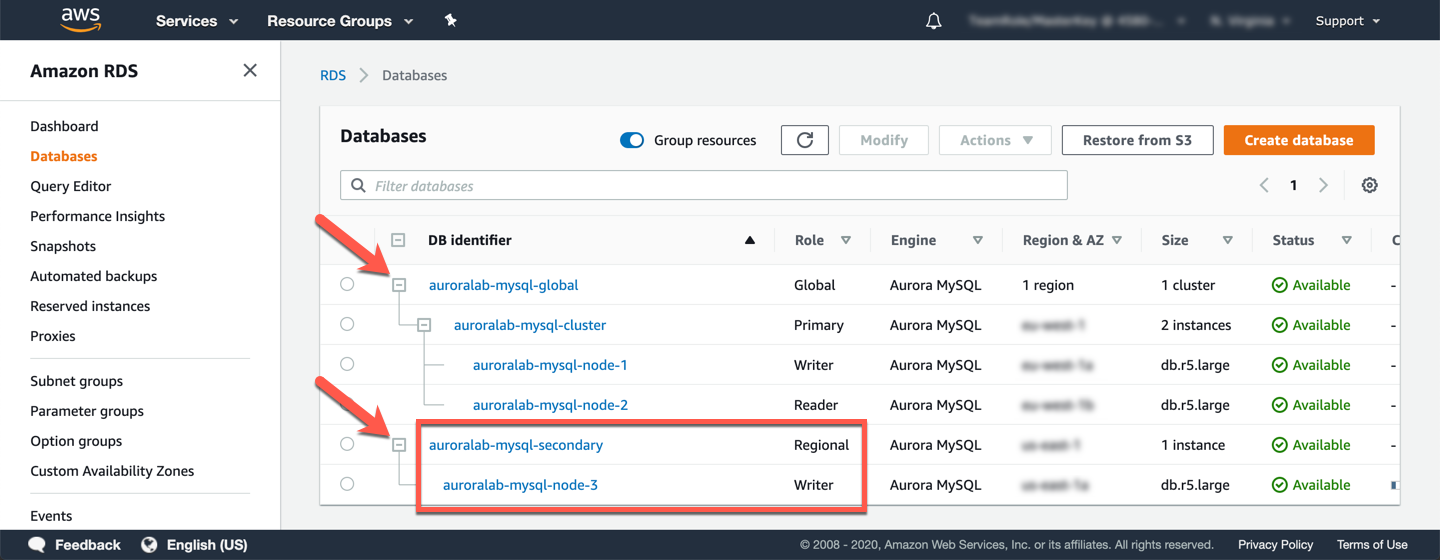 aws Services Resource Groups Support
Amazon RDS
Dashboard
Databases
Query Editor
Performance Insights
Snapshots
Automated backups
Reserved instances
Proxies
Subnet groups
Parameter groups
Option groups
Custom Availability Zones
Events
RDS Databases
Databases Group resources Modify Actions Restore from S3 Create database
Filter databases 1
DB identifier Role Engine Region & AZ Size Status C
auroralab-mysql-global Global Aurora MySQL 1 region 1 cluster Available -
auroralab-mysql-cluster Primary Aurora MySQL 2 instances Available -
auroralab-mysql-node-1 Writer Aurora MySQL db.r5.large Available -
auroralab-mysql-node-2 Reader Aurora MySQL db.r5.large Available -
auroralab-mysql-secondary Regional Aurora MySQL 1 instance Available -
auroralab-mysql-node-3 Writer Aurora MySQL db.r5.large Available
Feedback English (US) © 2008 - 2020, Amazon Web Services, Inc. or its affiliates. All rights reserved. Privacy Policy Terms of Use